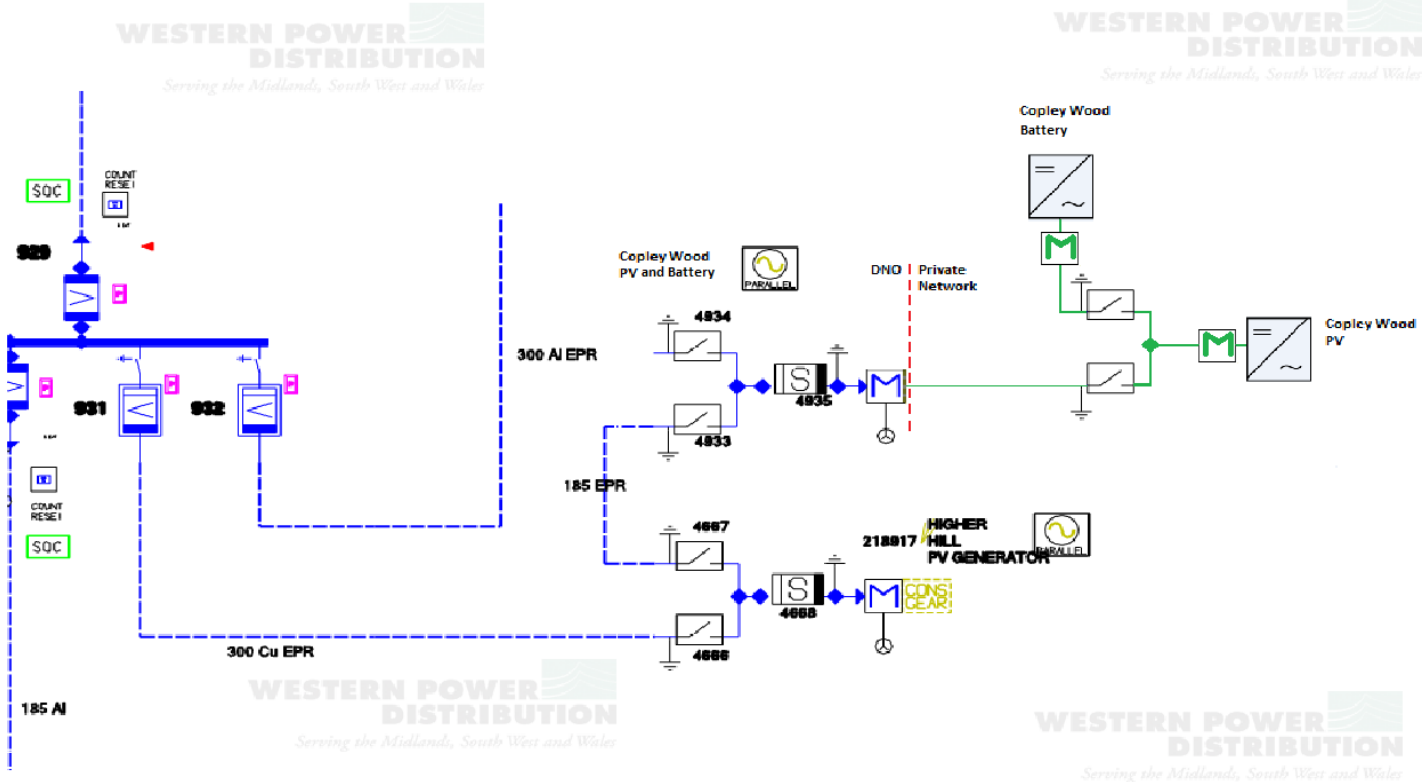 WESTERN POWER
DISTRIBUTION
Serving the Midlands, South West and Wales
WESTERN POWER
DISTRIBUTION
Serving the Midlands, South West and Wales
Copley Wood
Battery
SQC
COUNT
RESET
929
Copley Wood
PV and Battery
PARALLEL
DNO
Private
Network
4934
300 Al EPR
S
4935
M
M
M
Copley Wood
PV
931
932
4933
COUNT
RESET
SQC
185 EPR
4667
218917
HIGHER
HILL
PV GENERATOR
PARALLEL
S
4668
M
CONS
GEAR
300 Cu EPR
4666
185 Al
WESTERN POWER
DISTRIBUTION
Serving the Midlands, South West and Wales
WESTERN POWER
DISTRIBUTION
Serving the Midlands, South West and Wales